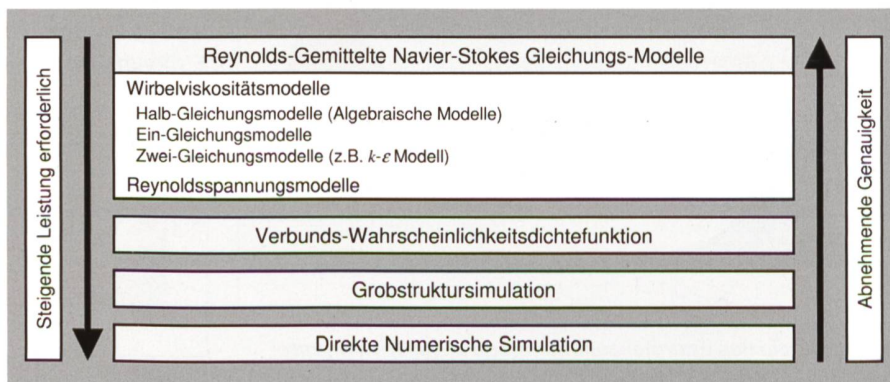 Steigende Leistung erforderlich
Reynolds-Gemittelte Navier-Stokes Gleichungs-Modelle
Wirbelviskositätsmodelle
Halb-Gleichungsmodelle (Algebraische Modelle)
Ein-Gleichungsmodelle
Zwei-Gleichungsmodelle (z.B. k-ε Modell)
Reynoldsspannungsmodelle
Verbunds-Wahrscheinlichkeitsdichtefunktion
Grobstruktursimulation
Direkte Numerische Simulation
Abnehmende Genauigkeit